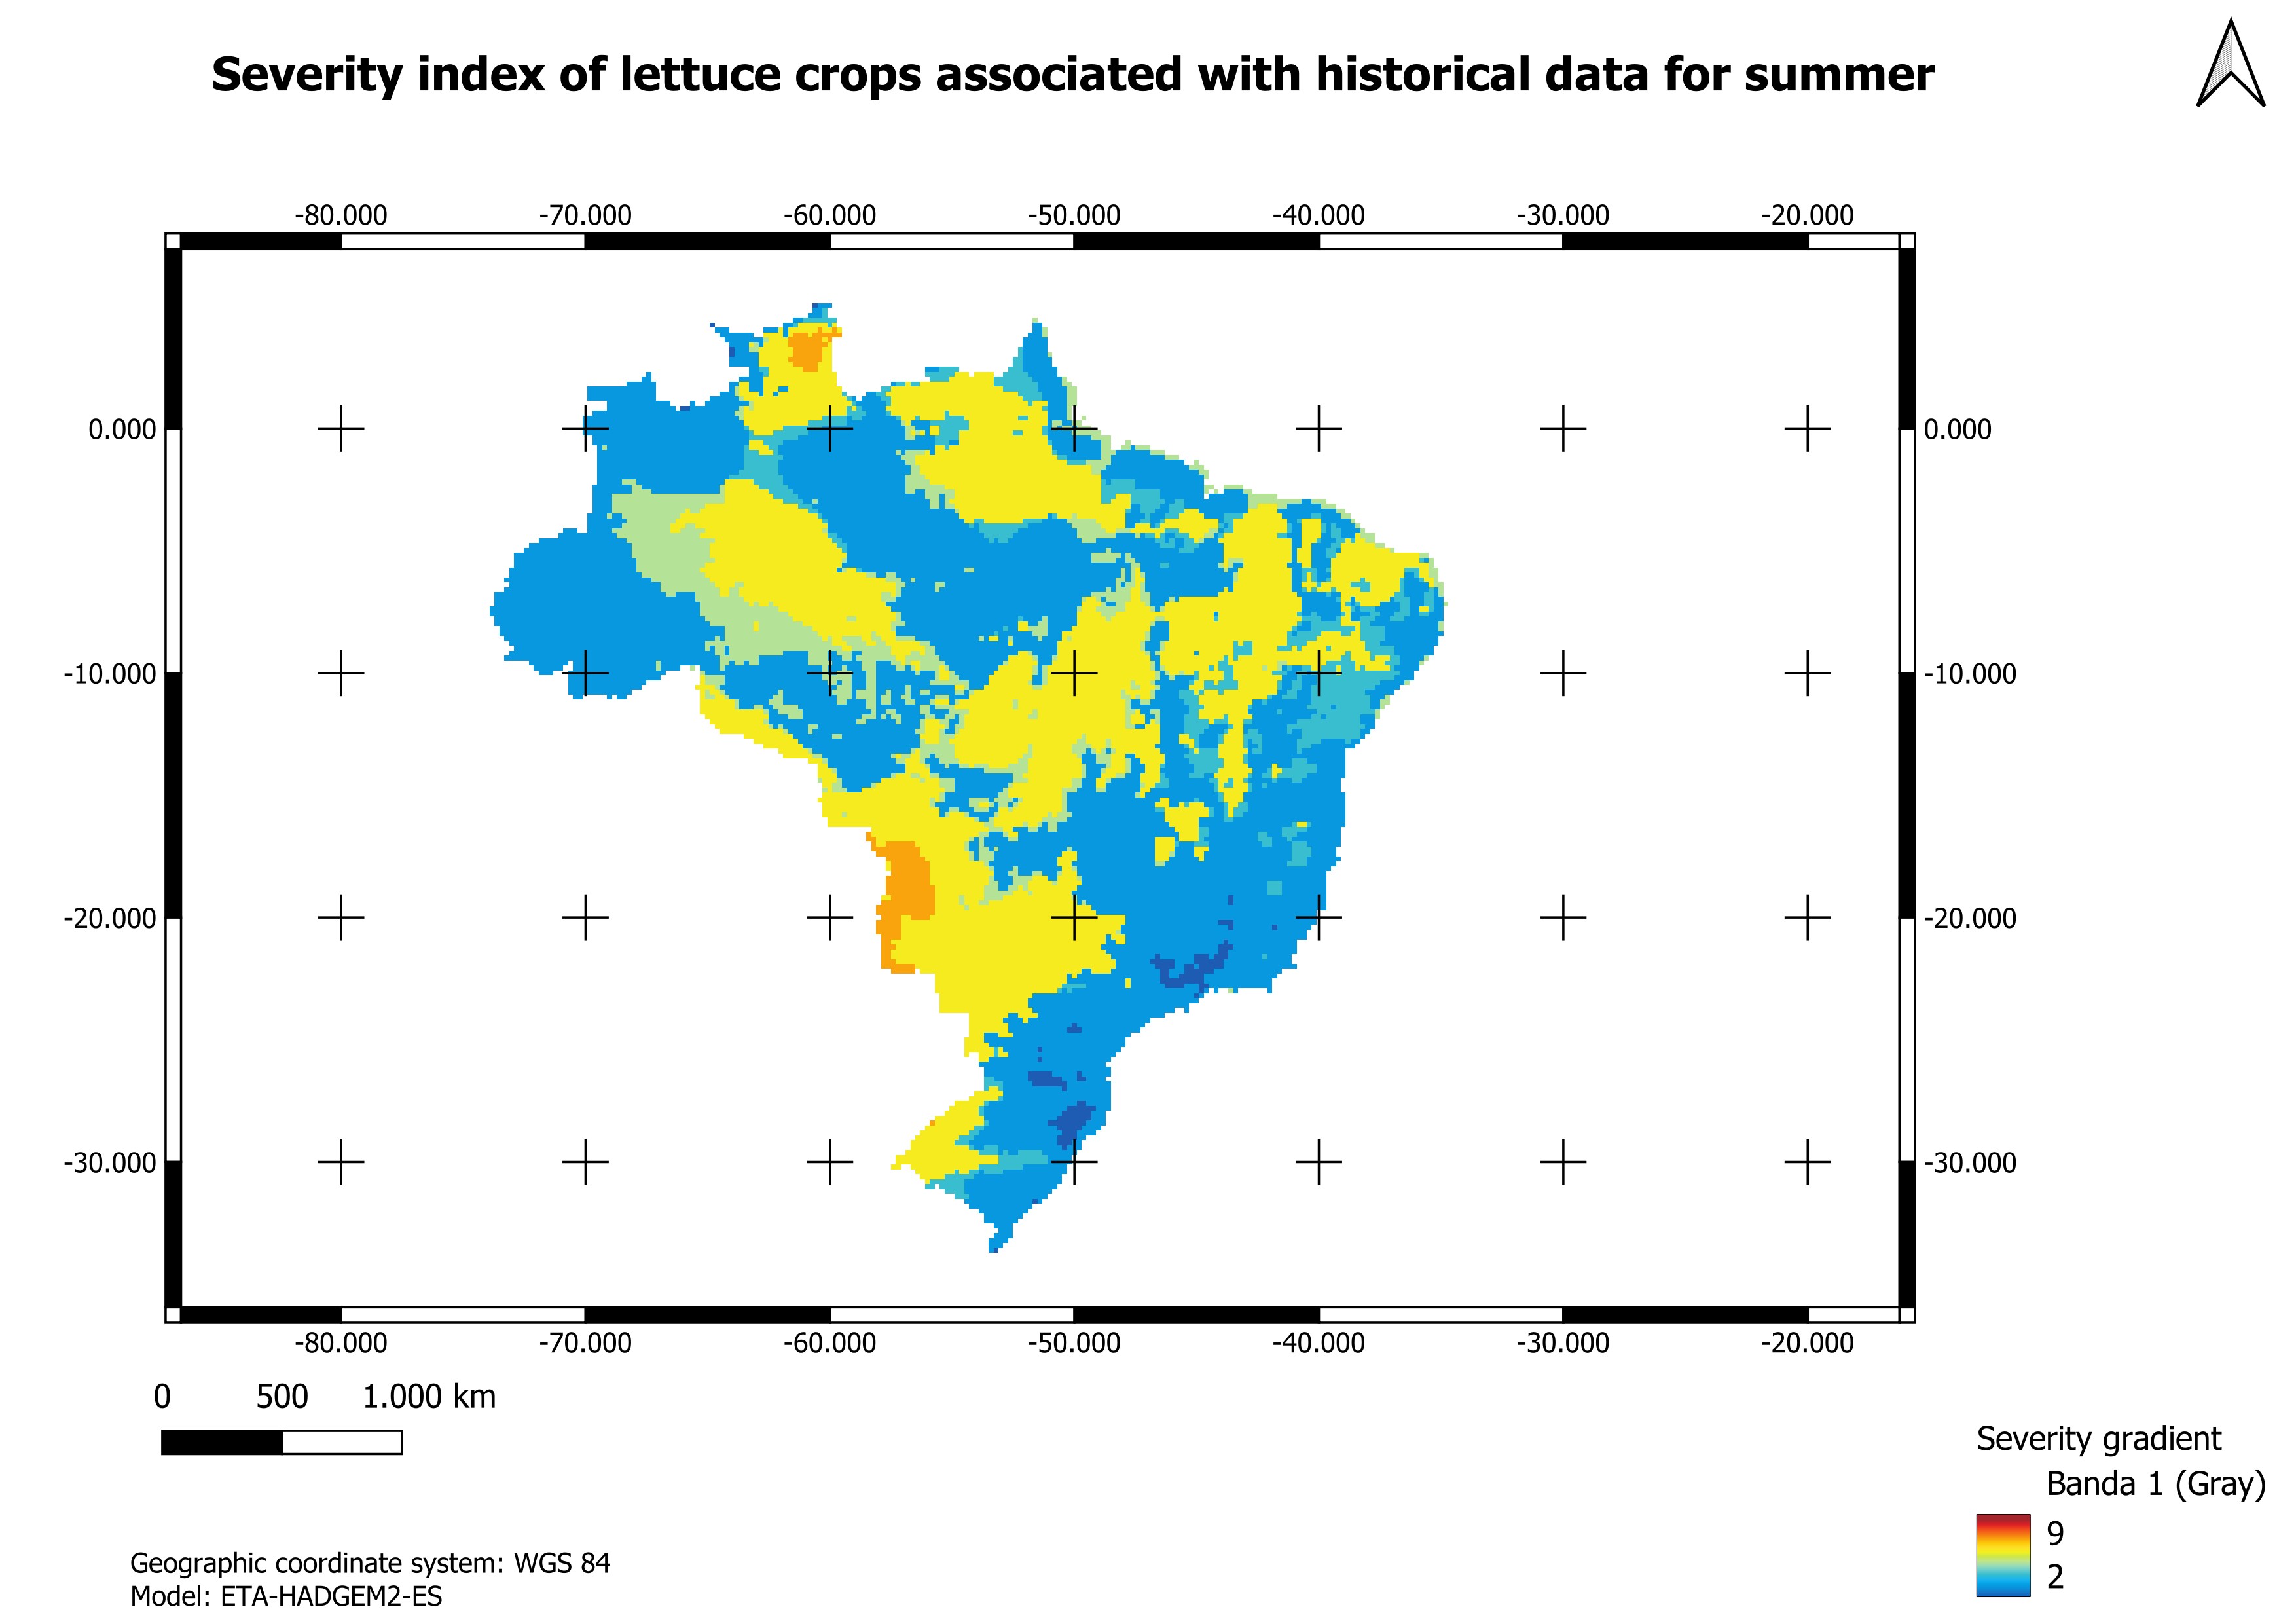 Severity index of lettuce crops associated with historical data for summer
-80.000 -70.000 -60.000 -50.000 -40.000 -30.000 -20.000
0.000 0.000
-10.000 -10.000
-20.000 -20.000
-30.000 -30.000
-80.000 -70.000 -60.000 -50.000 -40.000 -30.000 -20.000
0 500 1.000 km
Severity gradient
Banda 1 (Gray)
9
2
Geographic coordinate system: WGS 84
Model: ETA-HADGEM2-ES